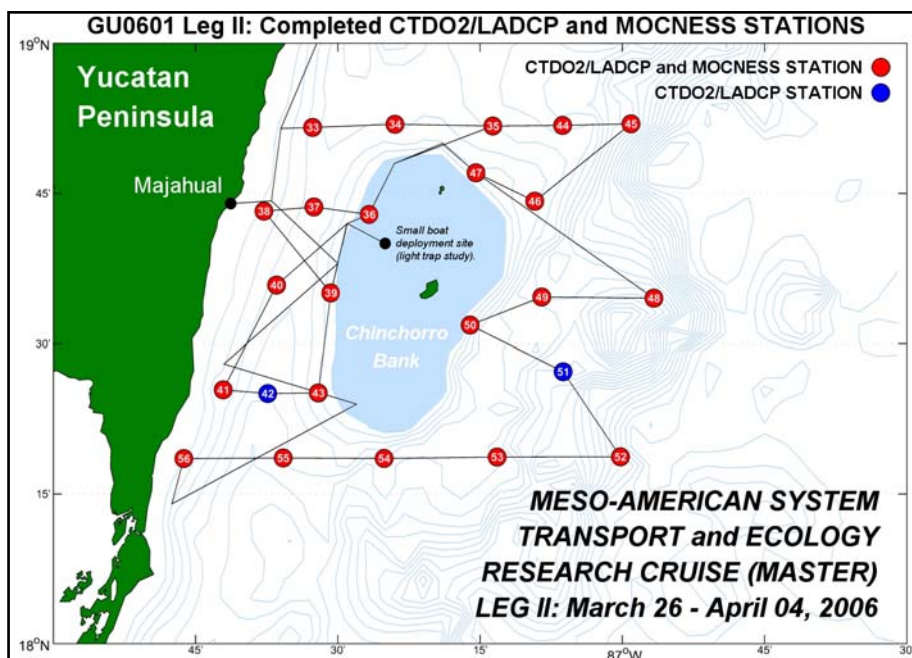 GU0601 Leg II: Completed CTDO2/LADCP and MOCNESS STATIONS
19°N
Yucatan
Peninsula
CTDO2/LADCP and MOCNESS STATION
CTDO2/LADCP STATION
33
34
35
44
45
45'
Majahual
47
46
38
37
36
Small boat
deployment site
(light trap study).
40
39
49
48
50
30'
Chinchorro
Bank
51
41
42
43
56
55
54
53
52
15'
MESO-AMERICAN SYSTEM
TRANSPORT and ECOLOGY
RESEARCH CRUISE (MASTER)
LEG II: March 26 - April 04, 2006
18°N
45
30
15
87°W
45
30